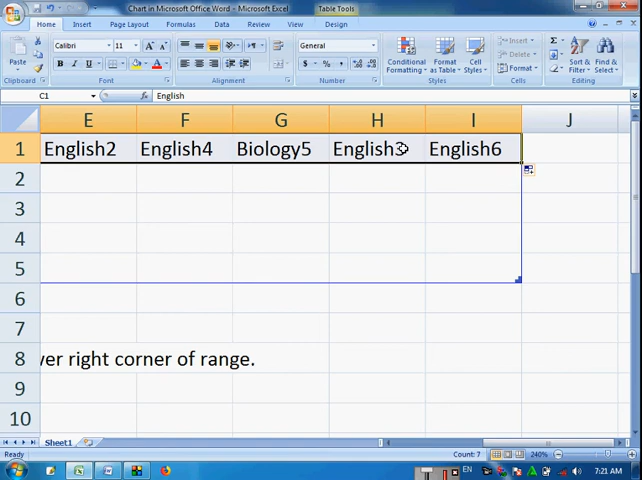 Chart in Microsoft Office Word - Microsoft Excel
Table Tools
Home Insert Page Layout Formulas Data Review View Design
Paste
Calibri 11
General
Conditional Formatting
Format as Table
Cell Styles
Insert
Delete
Format
Sort & Filter
Find & Select
Clipboard Font Alignment Number Styles Cells Editing
C1 fx English
E F G H I J
1 English2 English4 Biology5 English3 English6
2
3
4
5
6
7
8 ver right corner of range.
9
10
Sheet1
Ready Count: 7 240%
EN 7:21 AM